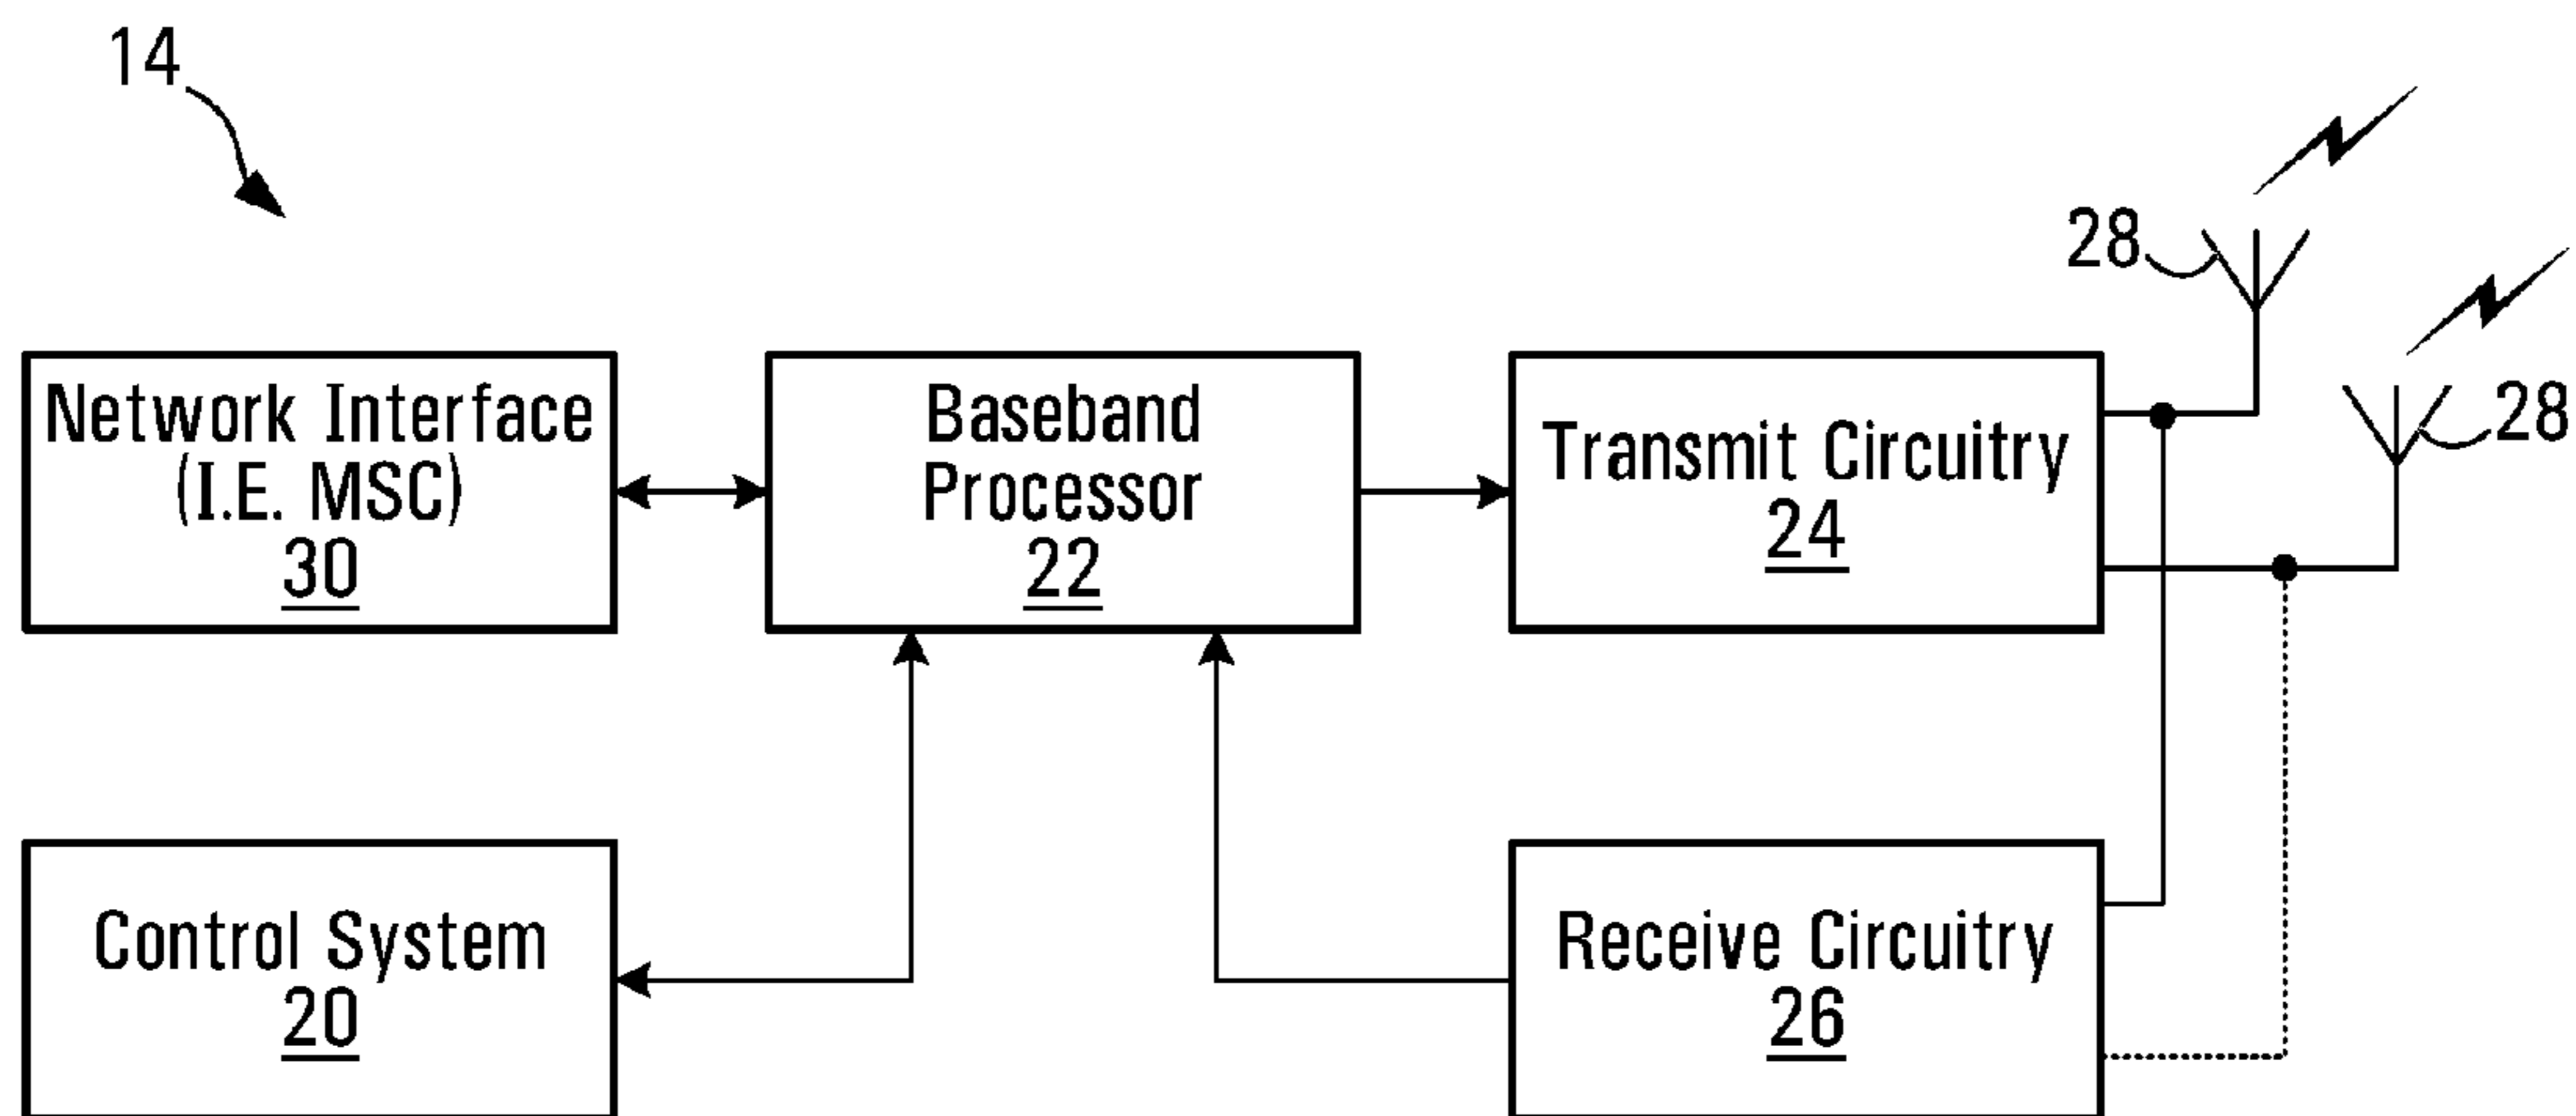 14
28
28
Network Interface
(I.E. MSC)
30
Baseband
Processor
22
Transmit Circuitry
24
Control System
20
Receive Circuitry
26